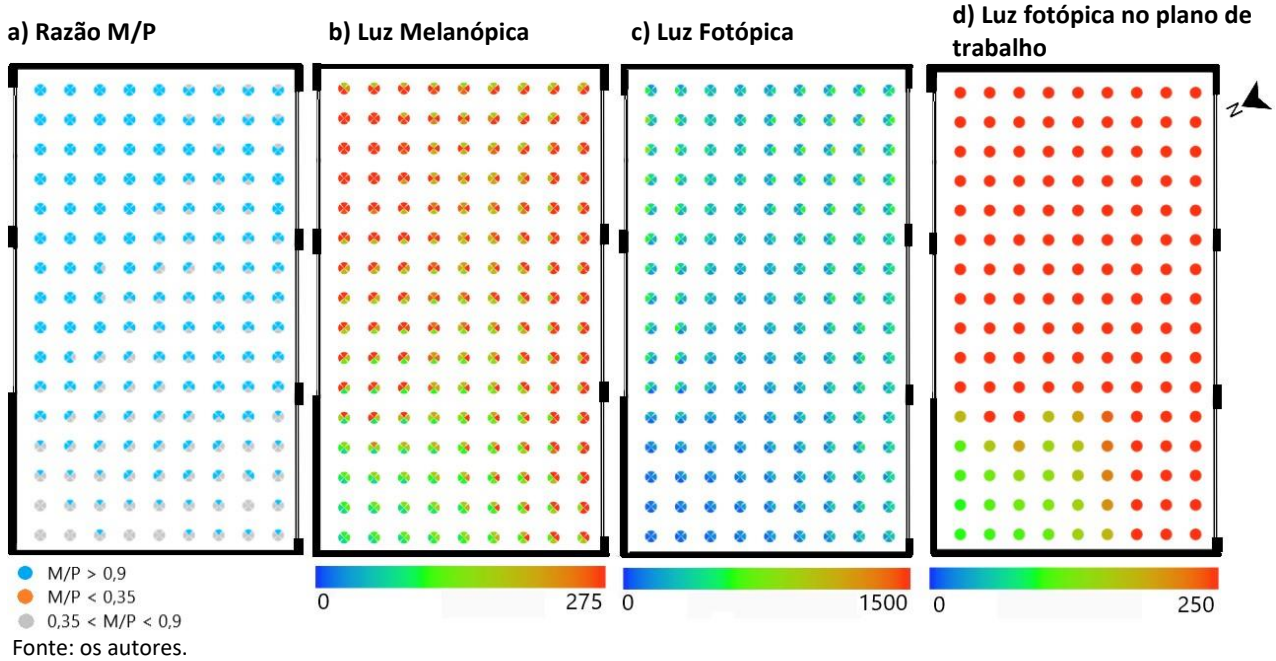 a) Razão M/P
b) Luz Melanópica
c) Luz Fotópica
d) Luz fotópica no plano de
trabalho
N
M/P > 0,9
M/P < 0,35
0,35 < M/P < 0,9
0 275
0 1500
0 250
Fonte: os autores.